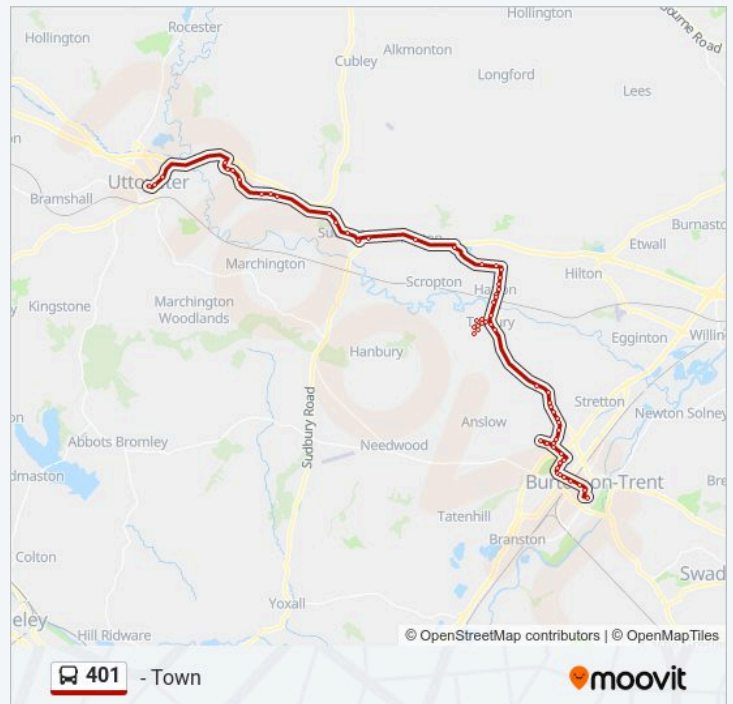 Hollington
Rocester
Hollington
Alkmonton
Cubley
Longford
Lees
Bramshall
Burnaston
Etwall
Marchington
Scropton
Hilton
Kingstone
Marchington
Woodlands
Egginton
Hanbury
Stretton
Newton Solney
Sudbury Road
Anslow
Abbots Bromley
Needwood
Tatenhill
Branston
Colton
Yoxall
Hill Ridware
© OpenStreetMap contributors | © OpenMapTiles
401 - Town
moovit